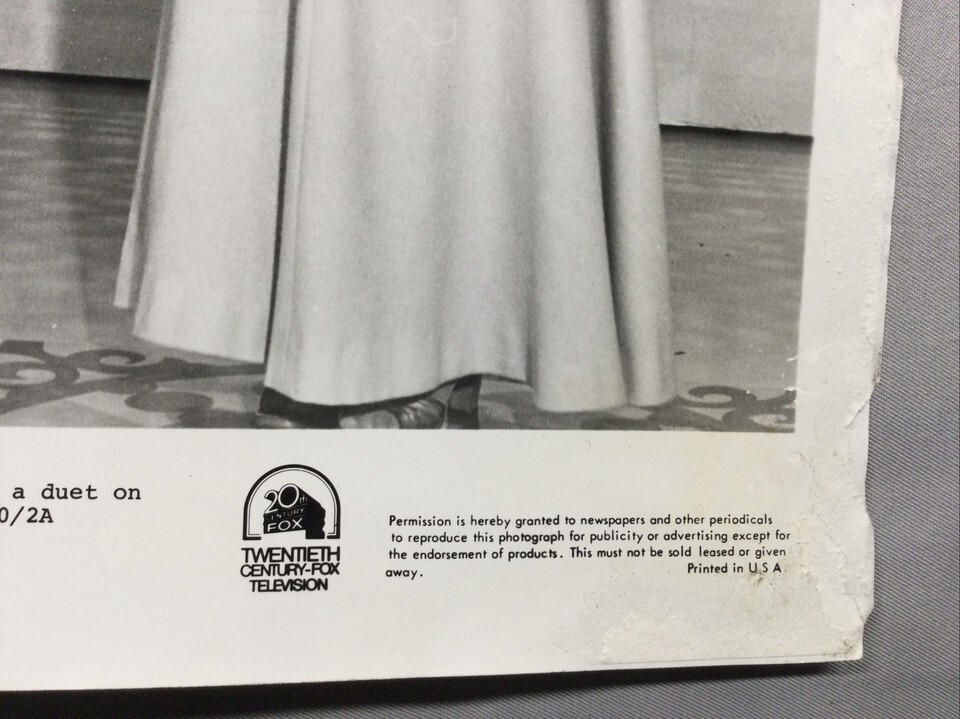 a duet on
0/2A
20th
CENTURY
FOX
TWENTIETH
CENTURY-FOX
TELEVISION
Permission is hereby granted to newspapers and other periodicals
to reproduce this photograph for publicity or advertising except for
the endorsement of products. This must not be sold leased or given
away. Printed in U S A